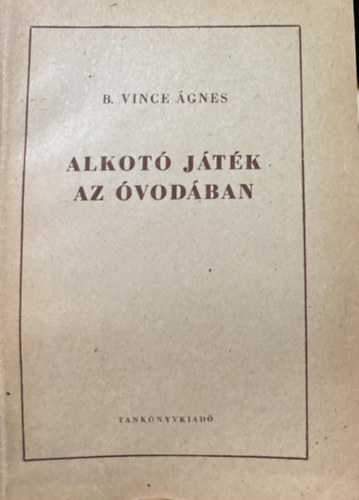 B. VINCE ÁGNES
ALKOTÓ JÁTÉK
AZ ÓVODÁBAN
TANKÖNYVKIADÓ